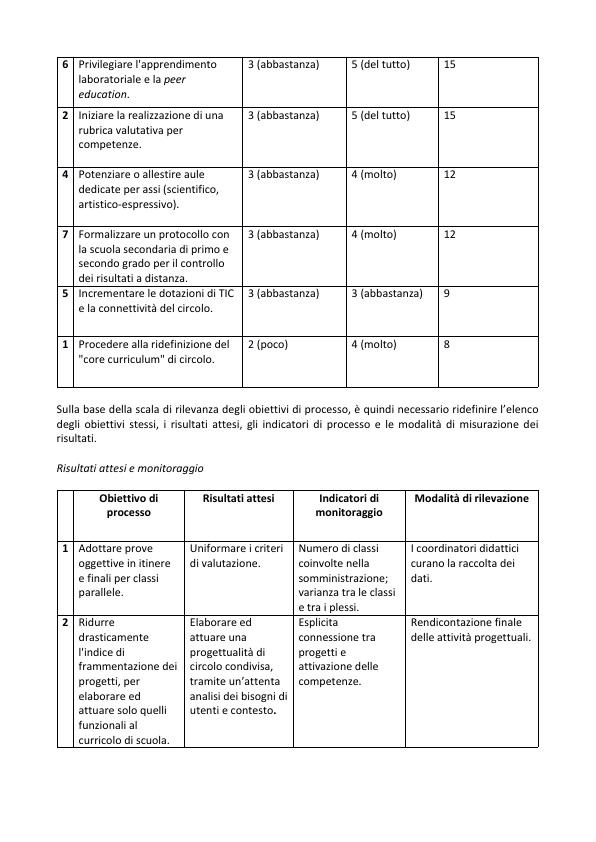 6 Privilegiare l'apprendimento 3 (abbastanza) 5 (del tutto) 15
laboratoriale e la peer
education.
2 Iniziare la realizzazione di una 3 (abbastanza) 5 (del tutto) 15
rubrica valutativa per
competenze.
4 Potenziare o allestire aule 3 (abbastanza) 4 (molto) 12
dedicate per assi (scientifico,
artistico-espressivo).
7 Formalizzare un protocollo con 3 (abbastanza) 4 (molto) 12
la scuola secondaria di primo e
secondo grado per il controllo
dei risultati a distanza.
5 Incrementare le dotazioni di TIC 3 (abbastanza) 3 (abbastanza) 9
e la connettività del circolo.
1 Procedere alla ridefinizione del 2 (poco) 4 (molto) 8
"core curriculum" di circolo.
Sulla base della scala di rilevanza degli obiettivi di processo, è quindi necessario ridefinire l’elenco
degli obiettivi stessi, i risultati attesi, gli indicatori di processo e le modalità di misurazione dei
risultati.
Risultati attesi e monitoraggio
Obiettivo di Risultati attesi Indicatori di Modalità di rilevazione
processo monitoraggio
1 Adottare prove Uniformare i criteri Numero di classi I coordinatori didattici
oggettive in itinere di valutazione. coinvolte nella curano la raccolta dei
e finali per classi somministrazione; dati.
parallele. varianza tra le classi
e tra i plessi.
2 Ridurre Elaborare ed Esplicita Rendicontazione finale
drasticamente attuare una connessione tra delle attività progettuali.
l'indice di progettualità di progetti e
frammentazione dei circolo condivisa, attivazione delle
progetti, per tramite un’attenta competenze.
elaborare ed analisi dei bisogni di
attuare solo quelli utenti e contesto.
funzionali al
curricolo di scuola.